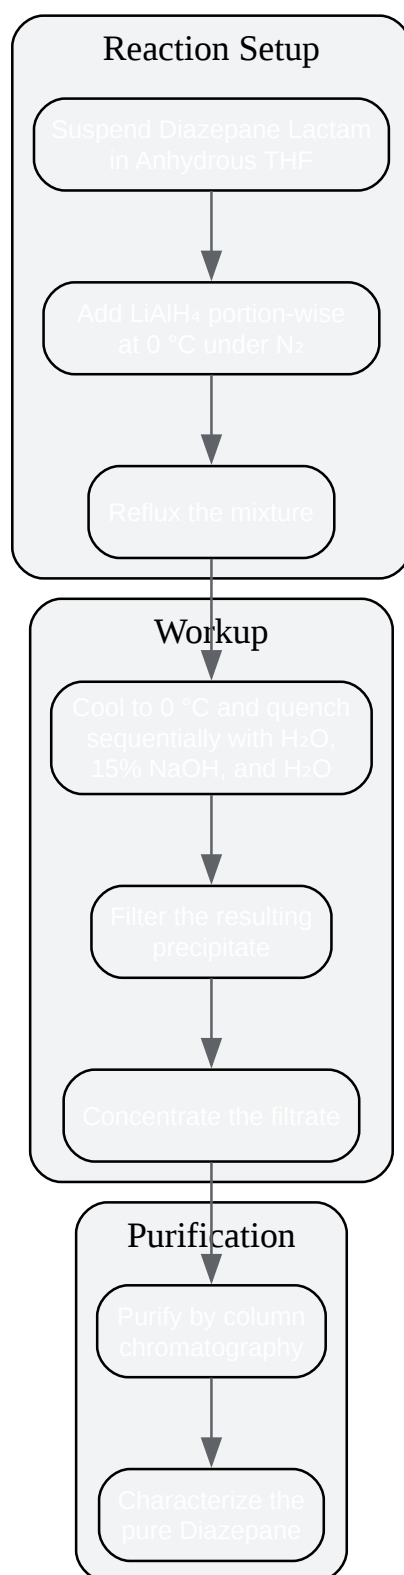 Reaction Setup
Suspend Diazepane Lactam
in Anhydrous THF
Add LiAlH₄ portion-wise
at 0 °C under N₂
Reflux the mixture
Workup
Cool to 0 °C and quench
sequentially with H₂O,
15% NaOH, and H₂O
Filter the resulting
precipitate
Concentrate the filtrate
Purification
Purify by column
chromatography
Characterize the
pure Diazepane